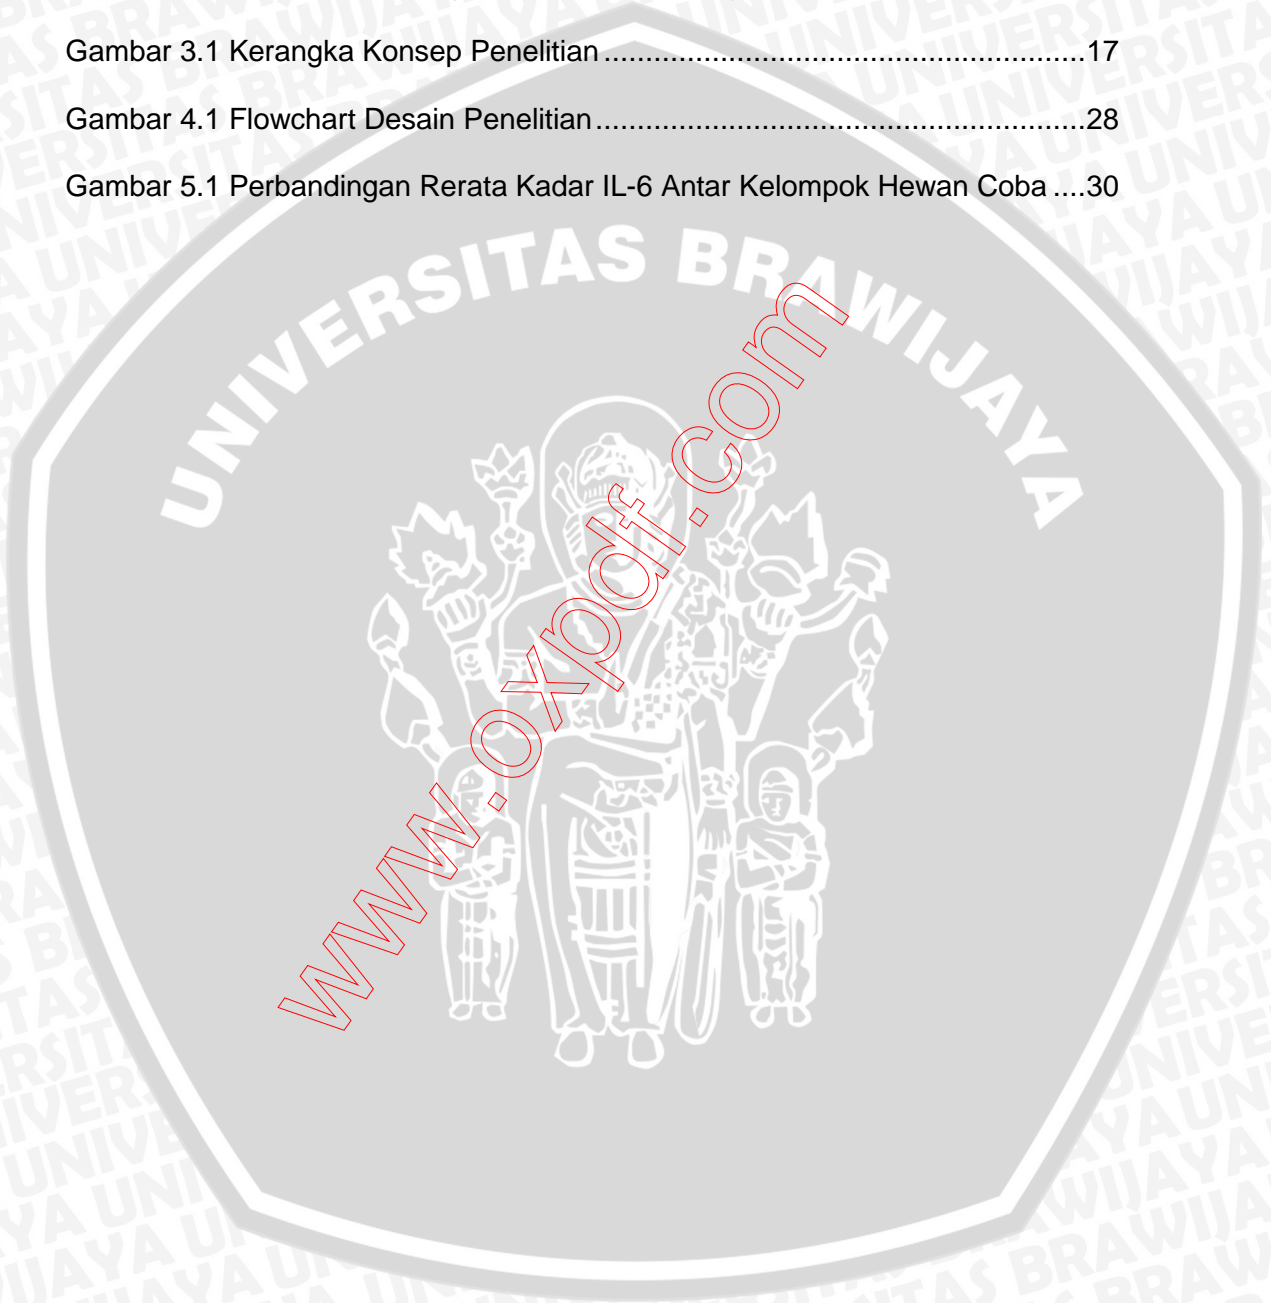 Gambar 3.1 Kerangka Konsep Penelitian.........................................................17
Gambar 4.1 Flowchart Desain Penelitian..........................................................28
Gambar 5.1 Perbandingan Rerata Kadar IL-6 Antar Kelompok Hewan Coba ....30
UNIVERSITAS BRAWIJAYA
www.oxpdf.com